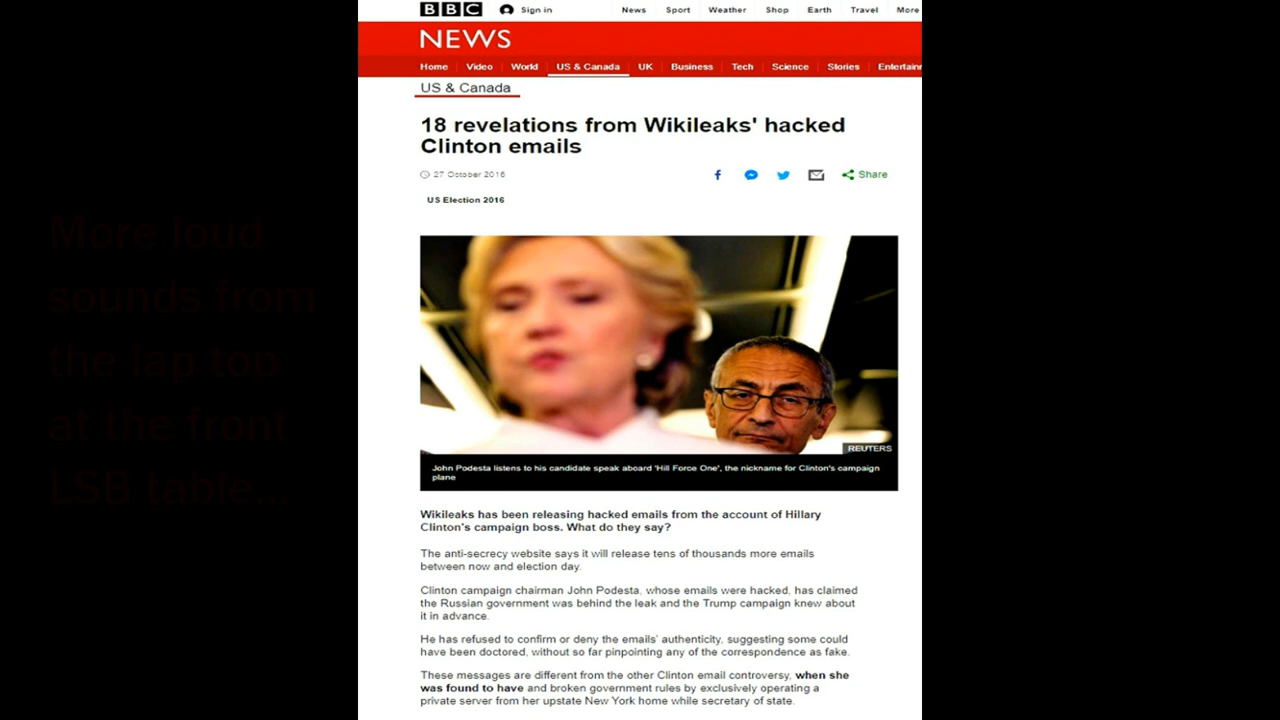 BBC Sign in News Sport Weather Shop Earth Travel More
NEWS
Home Video World US & Canada UK Business Tech Science Stories
US & Canada
18 revelations from Wikileaks' hacked
Clinton emails
27 October 2016
Share
US Election 2016
REUTERS
John Podesta listens to his candidate speak aboard 'Hill Force One', the nickname for Clinton's campaign
plane
Wikileaks has been releasing hacked emails from the account of Hillary
Clinton's campaign boss. What do they say?
The anti-secrecy website says it will release tens of thousands more emails
between now and election day.
Clinton campaign chairman John Podesta, whose emails were hacked, has claimed
the Russian government was behind the leak and the Trump campaign knew about
it in advance.
He has refused to confirm or deny the emails' authenticity, suggesting some could
have been doctored, without so far pinpointing any of the correspondence as fake.
These messages are different from the other Clinton email controversy, when she
was found to have and broken government rules by exclusively operating a
private server from her upstate New York home while secretary of state.
More loud
sounds from
the lap top
at the front
LSB table...